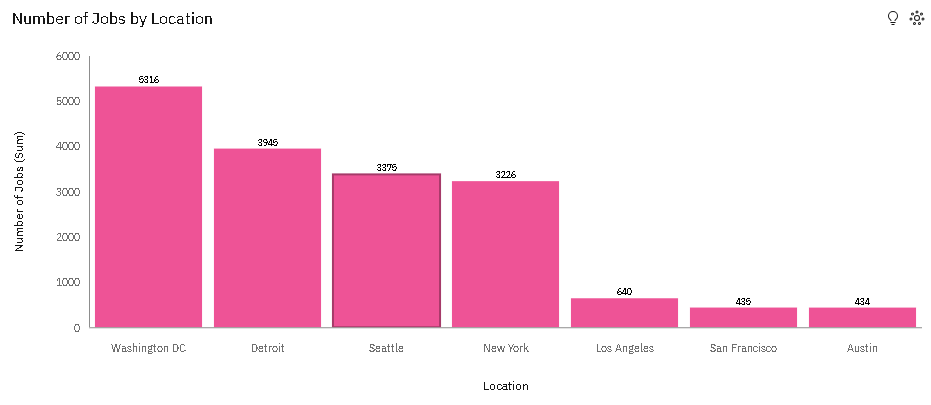 Number of Jobs by Location
6000
5000
4000
3000
2000
1000
0
Number of Jobs (Sum)
5316
3945
3375
3226
640
435
434
Washington DC
Detroit
Seattle
New York
Los Angeles
San Francisco
Austin
Location